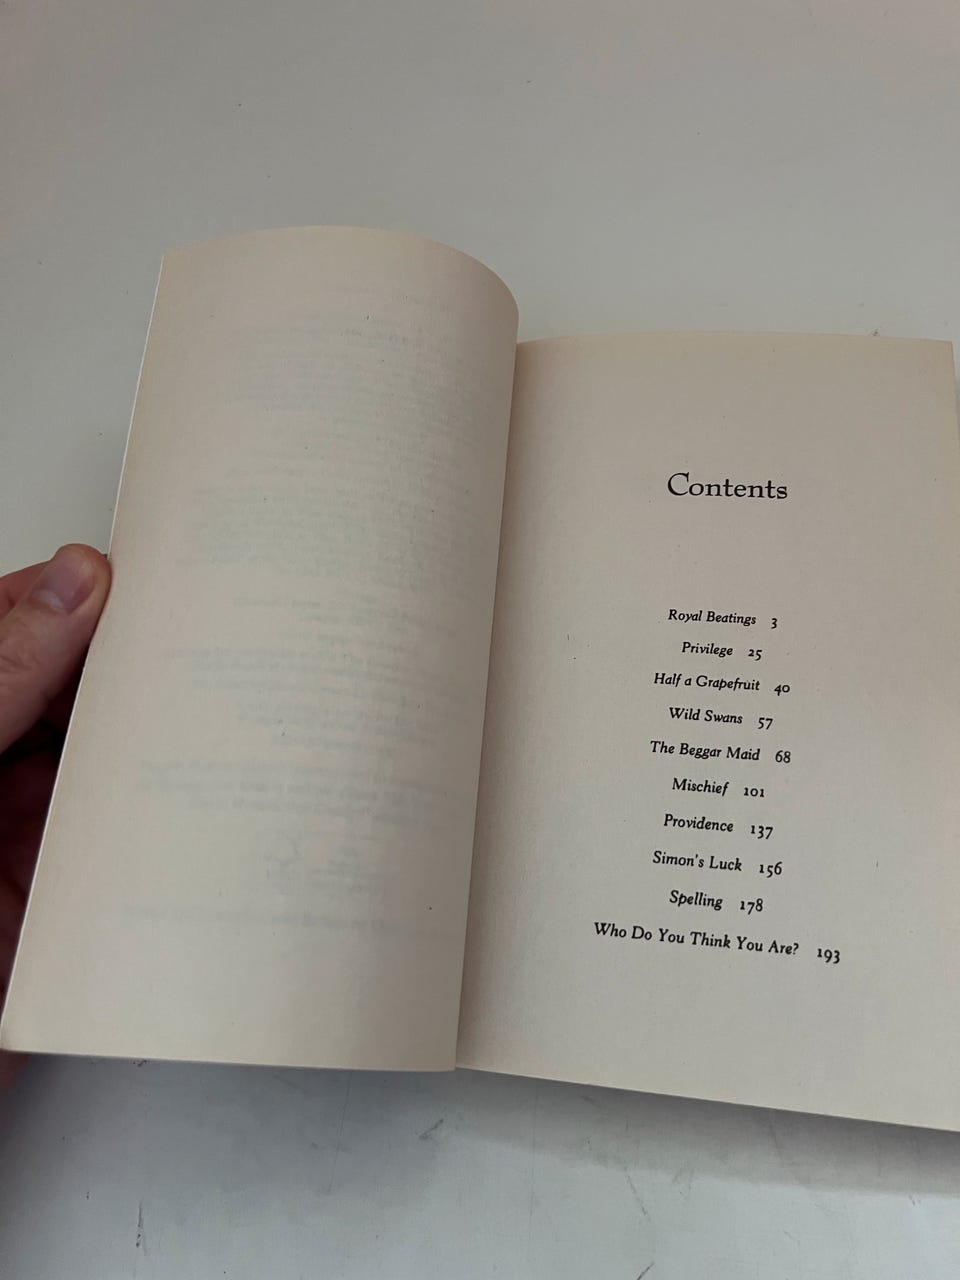 Contents
Royal Beatings 3
Privilege 25
Half a Grapefruit 40
Wild Swans 57
The Beggar Maid 68
Mischief 101
Providence 137
Simon's Luck 156
Spelling 178
Who Do You Think You Are? 193